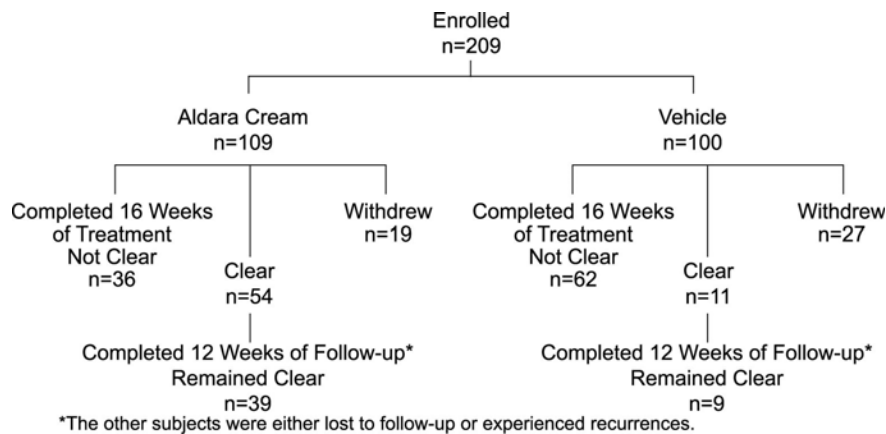 Enrolled
n=209
Aldara Cream
n=109
Vehicle
n=100
Completed 16 Weeks
of Treatment
Not Clear
n=36
Clear
n=54
Withdrew
n=19
Completed 16 Weeks
of Treatment
Not Clear
n=62
Clear
n=11
Withdrew
n=27
Completed 12 Weeks of Follow-up*
Remained Clear
n=39
Completed 12 Weeks of Follow-up*
Remained Clear
n=9
*The other subjects were either lost to follow-up or experienced recurrences.